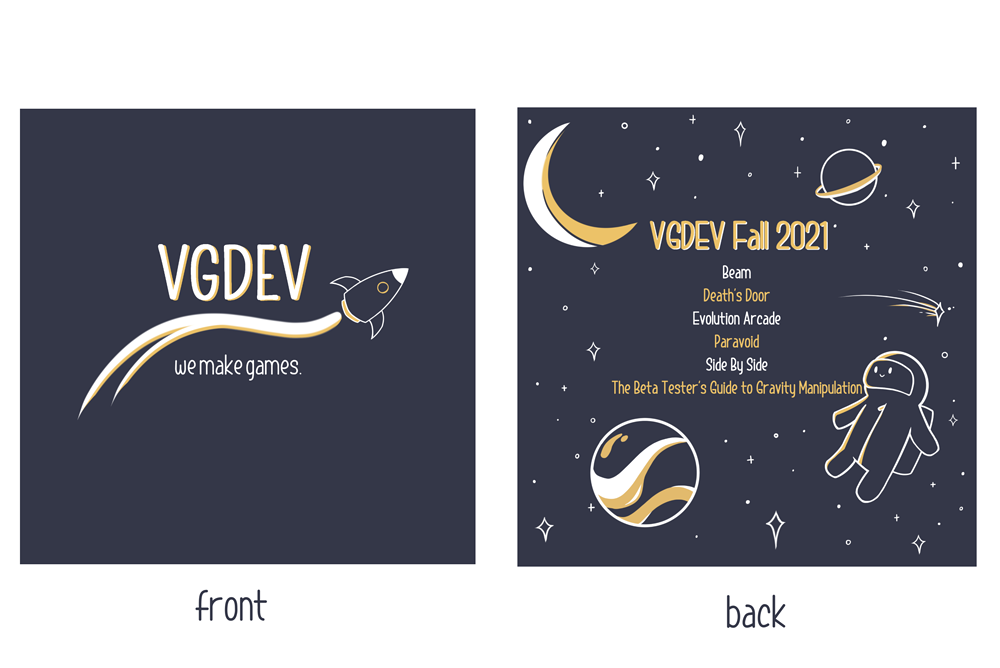 VGDEV
we make games.
front
VGDEV Fall 2021
Beam
Death's Door
Evolution Arcade
Paravoid
Side By Side
The Beta Tester's Guide to Gravity Manipulation
back